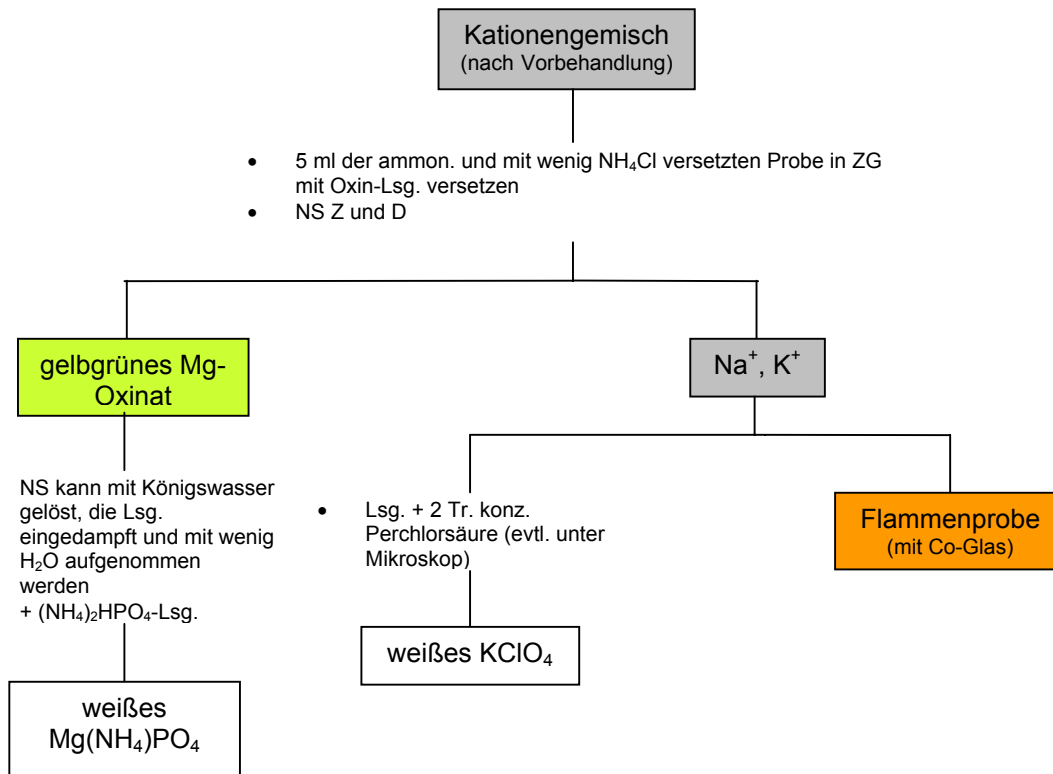 Kationengemisch
(nach Vorbehandlung)
• 5 ml der ammon. und mit wenig NH₄Cl versetzten Probe in ZG
mit Oxin-Lsg. versetzen
• NS Z und D
gelbgrünes Mg-
Oxinat
Na⁺, K⁺
NS kann mit Königswasser
gelöst, die Lsg.
eingedampft und mit wenig
H₂O aufgenommen
werden
+ (NH₄)₂HPO₄-Lsg.
• Lsg. + 2 Tr. konz.
Perchlorsäure (evtl. unter
Mikroskop)
Flammenprobe
(mit Co-Glas)
weißes KClO₄
weißes
Mg(NH₄)PO₄